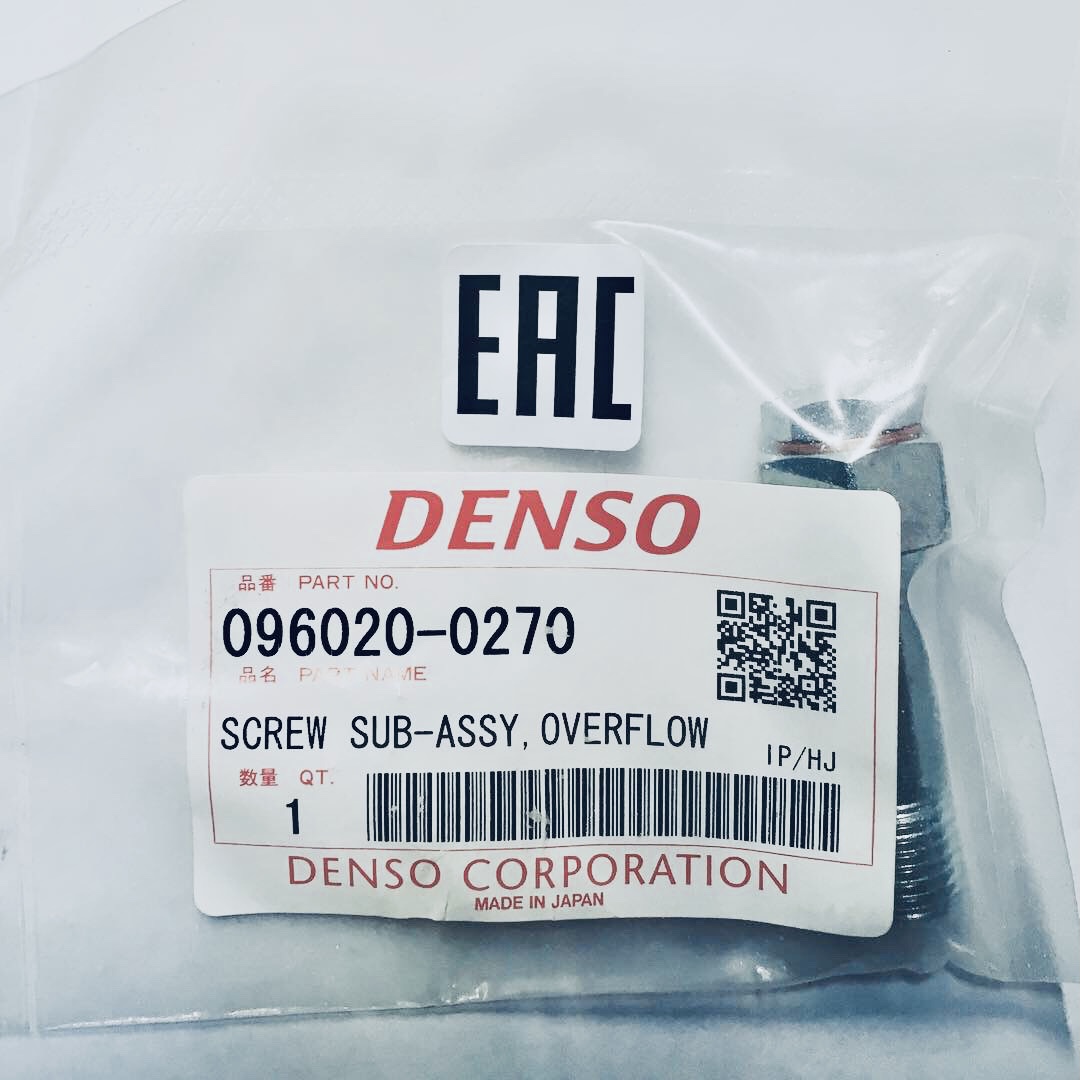 EAC
DENSO
品番 PART NO.
096020-0270
品名 PART NAME
SCREW SUB-ASSY,OVERFLOW
IP/HJ
数量 QT.
1
DENSO CORPORATION
MADE IN JAPAN